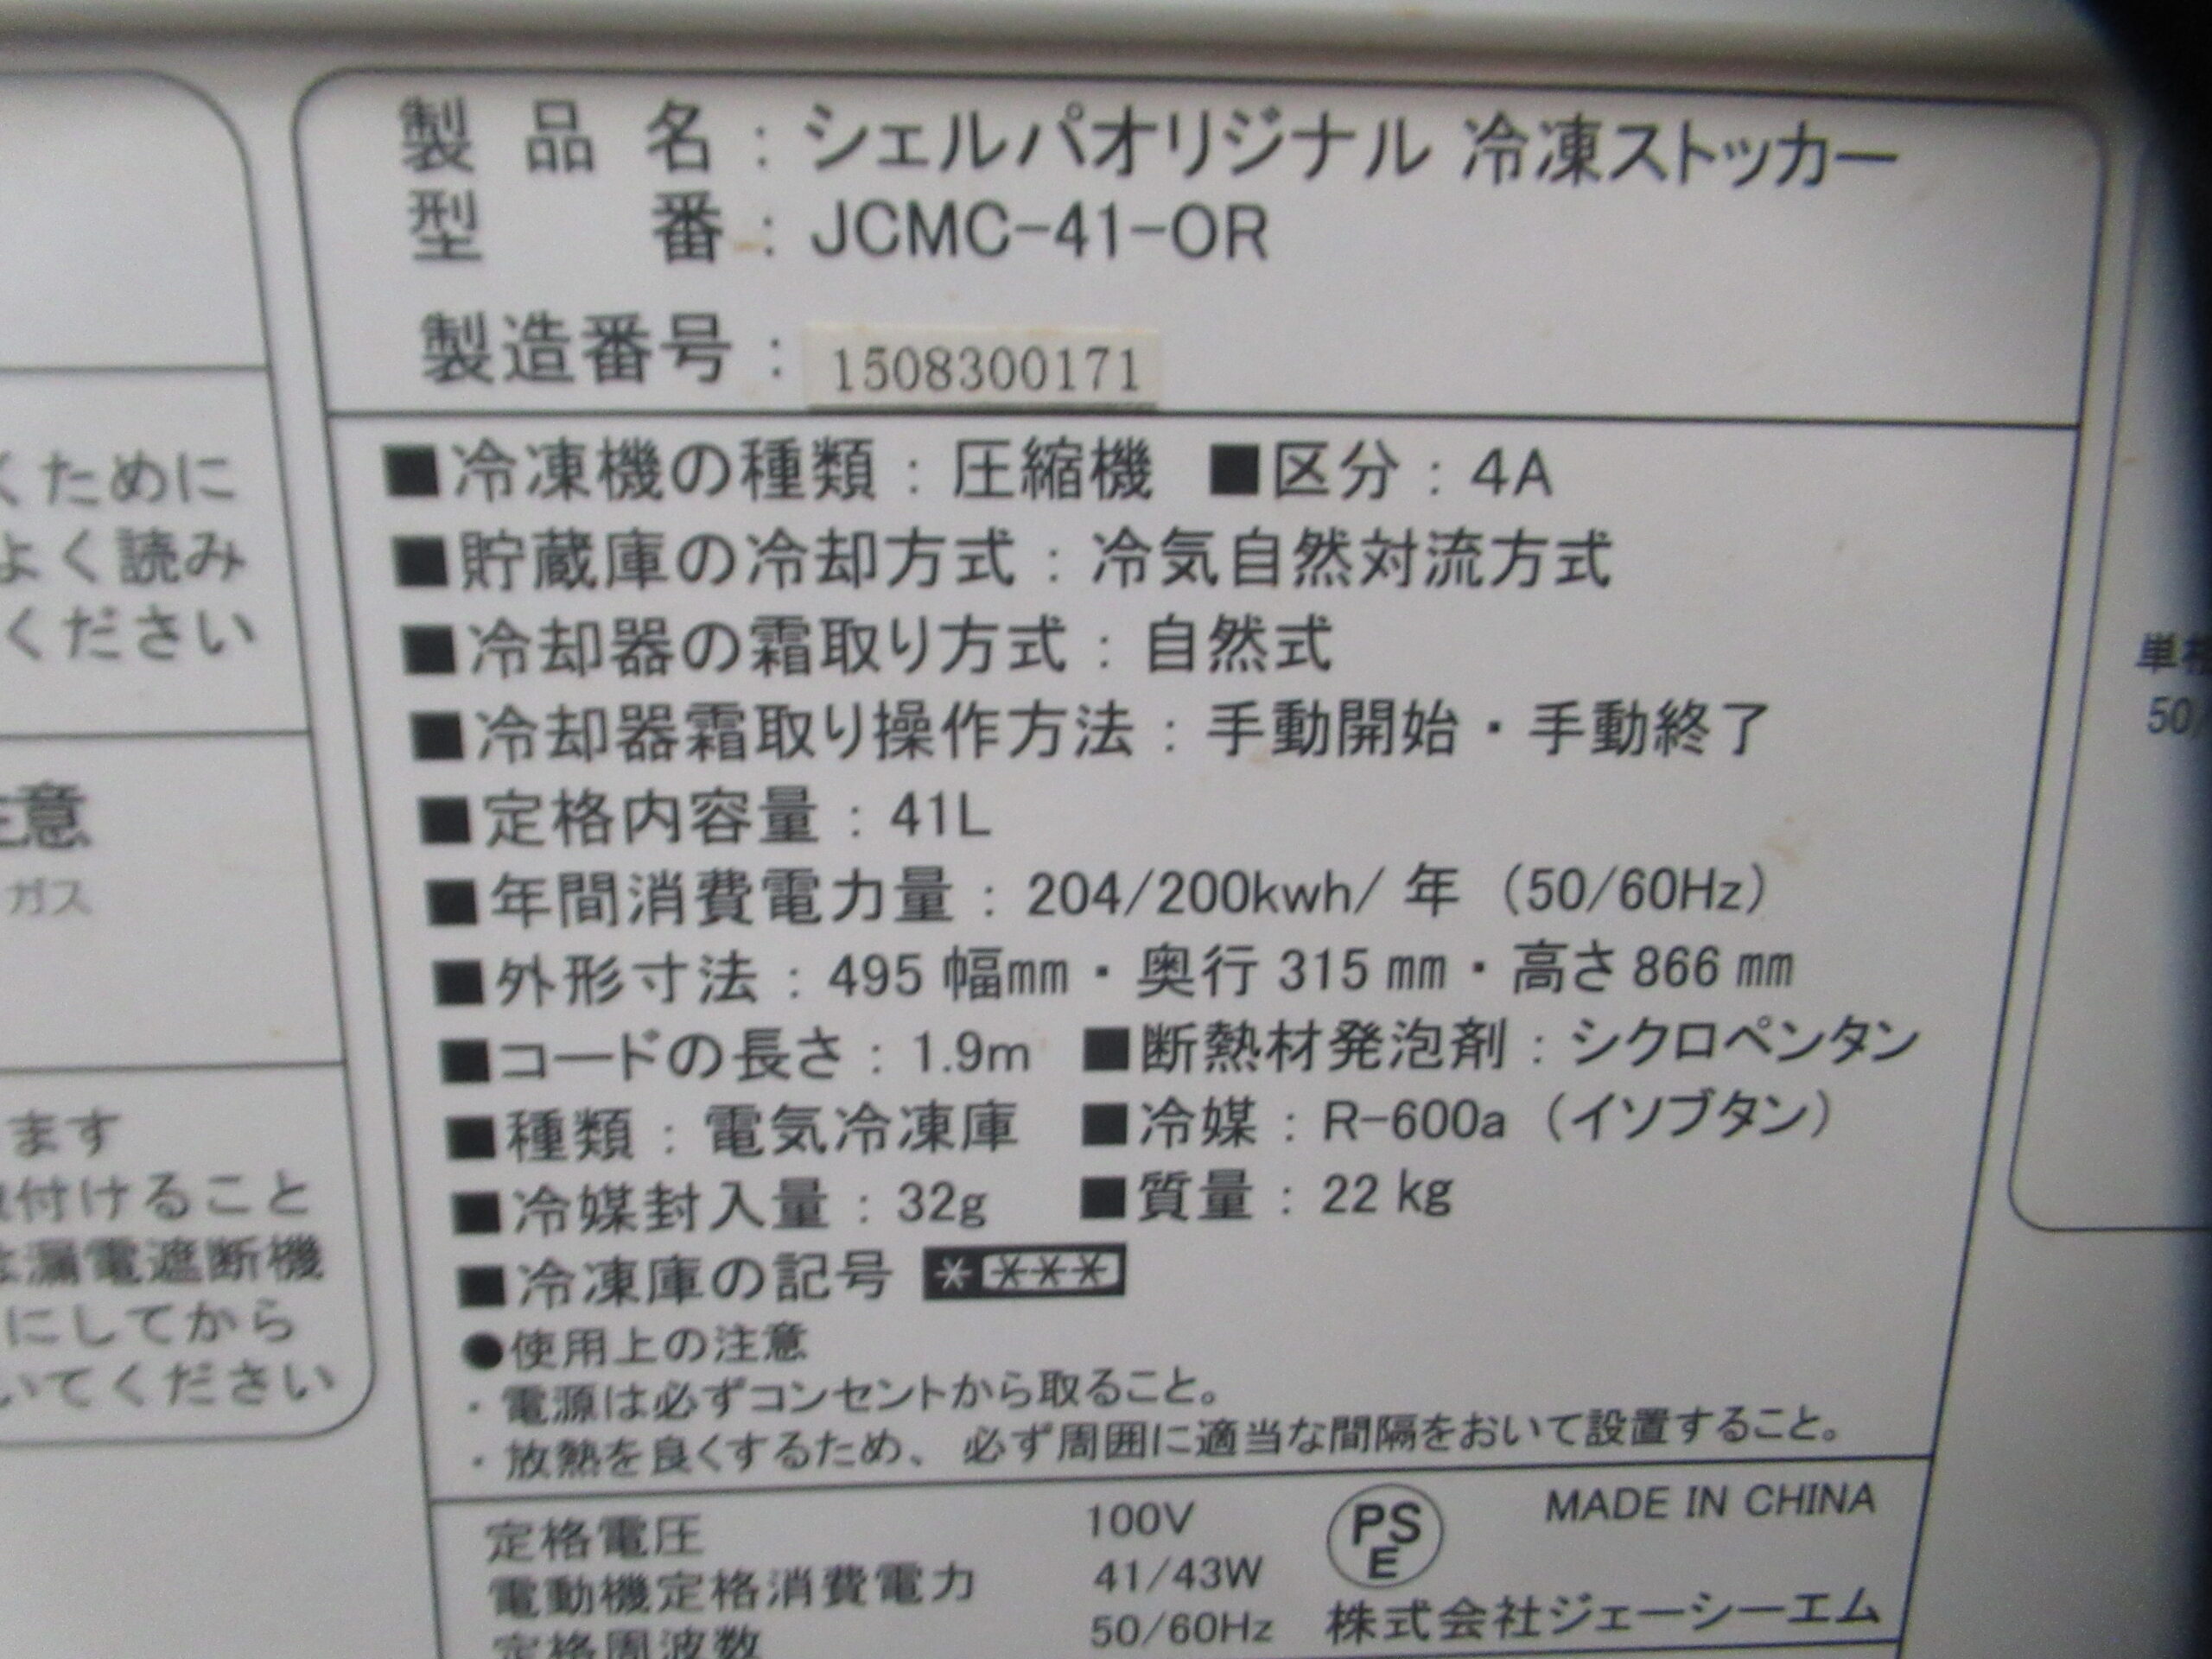 製品名：シェルパオリジナル 冷凍ストッカー
型番：JCMC-41-OR
製造番号：1508300171
■冷凍機の種類：圧縮機 ■区分：4A
■貯蔵庫の冷却方式：冷気自然対流方式
■冷却器の霜取り方式：自然式
■冷却器霜取り操作方法：手動開始・手動終了
■定格内容量：41L
■年間消費電力量：204/200kwh/ 年（50/60Hz）
■外形寸法：495 幅㎜・奥行 315 ㎜・高さ 866 ㎜
■コードの長さ：1.9m ■断熱材発泡剤：シクロペンタン
■種類：電気冷凍庫 ■冷媒：R-600a（イソブタン）
■冷媒封入量：32g ■質量：22 kg
■冷凍庫の記号 ＊＊＊＊
●使用上の注意
・電源は必ずコンセントから取ること。
・放熱を良くするため、必ず周囲に適当な間隔をおいて設置すること。
定格電圧 100V
電動機定格消費電力 41/43W
定格周波数 50/60Hz
PSE
MADE IN CHINA
株式会社ジェーシーエム
くために
よく読み
ください
注意
ガス
ます
付けること
漏電遮断機
にしてから
いてください
単
50